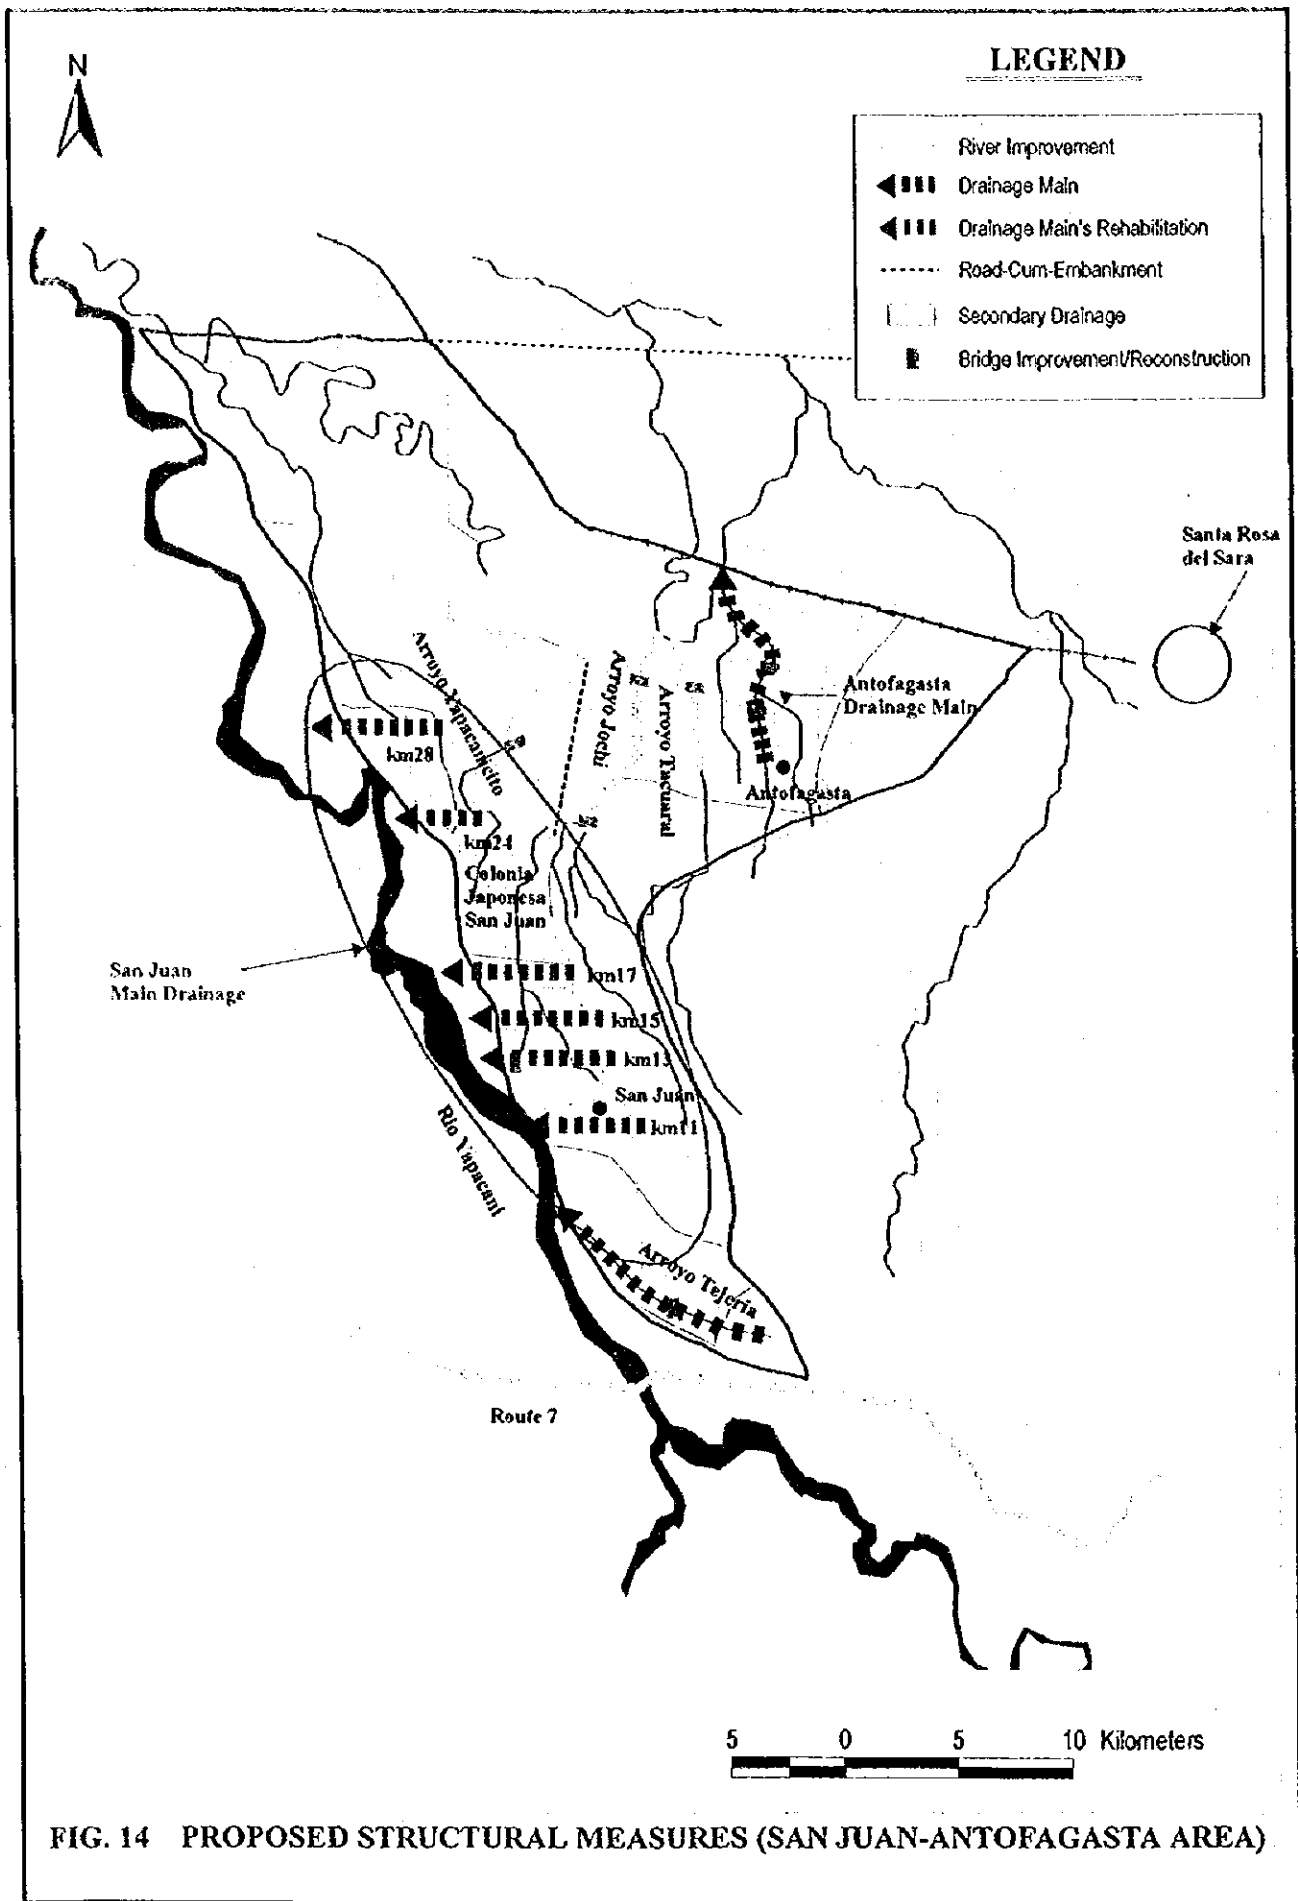 N
LEGEND
River Improvement
Drainage Main
Drainage Main's Rehabilitation
Road-Cum-Embankment
Secondary Drainage
Bridge Improvement/Reconstruction
Santa Rosa
del Sara
Arroyo Yapacanicito
Arroyo Jochi
Arroyo Tacuaral
Antofagasta
Drainage Main
Antofagasta
km28
km24
Colonia
Japonesa
San Juan
San Juan
Main Drainage
km17
km15
km13
San Juan
km11
Rio Yapacani
Arroyo Tejeria
Route 7
5 0 5 10 Kilometers
FIG. 14 PROPOSED STRUCTURAL MEASURES (SAN JUAN-ANTOFAGASTA AREA)